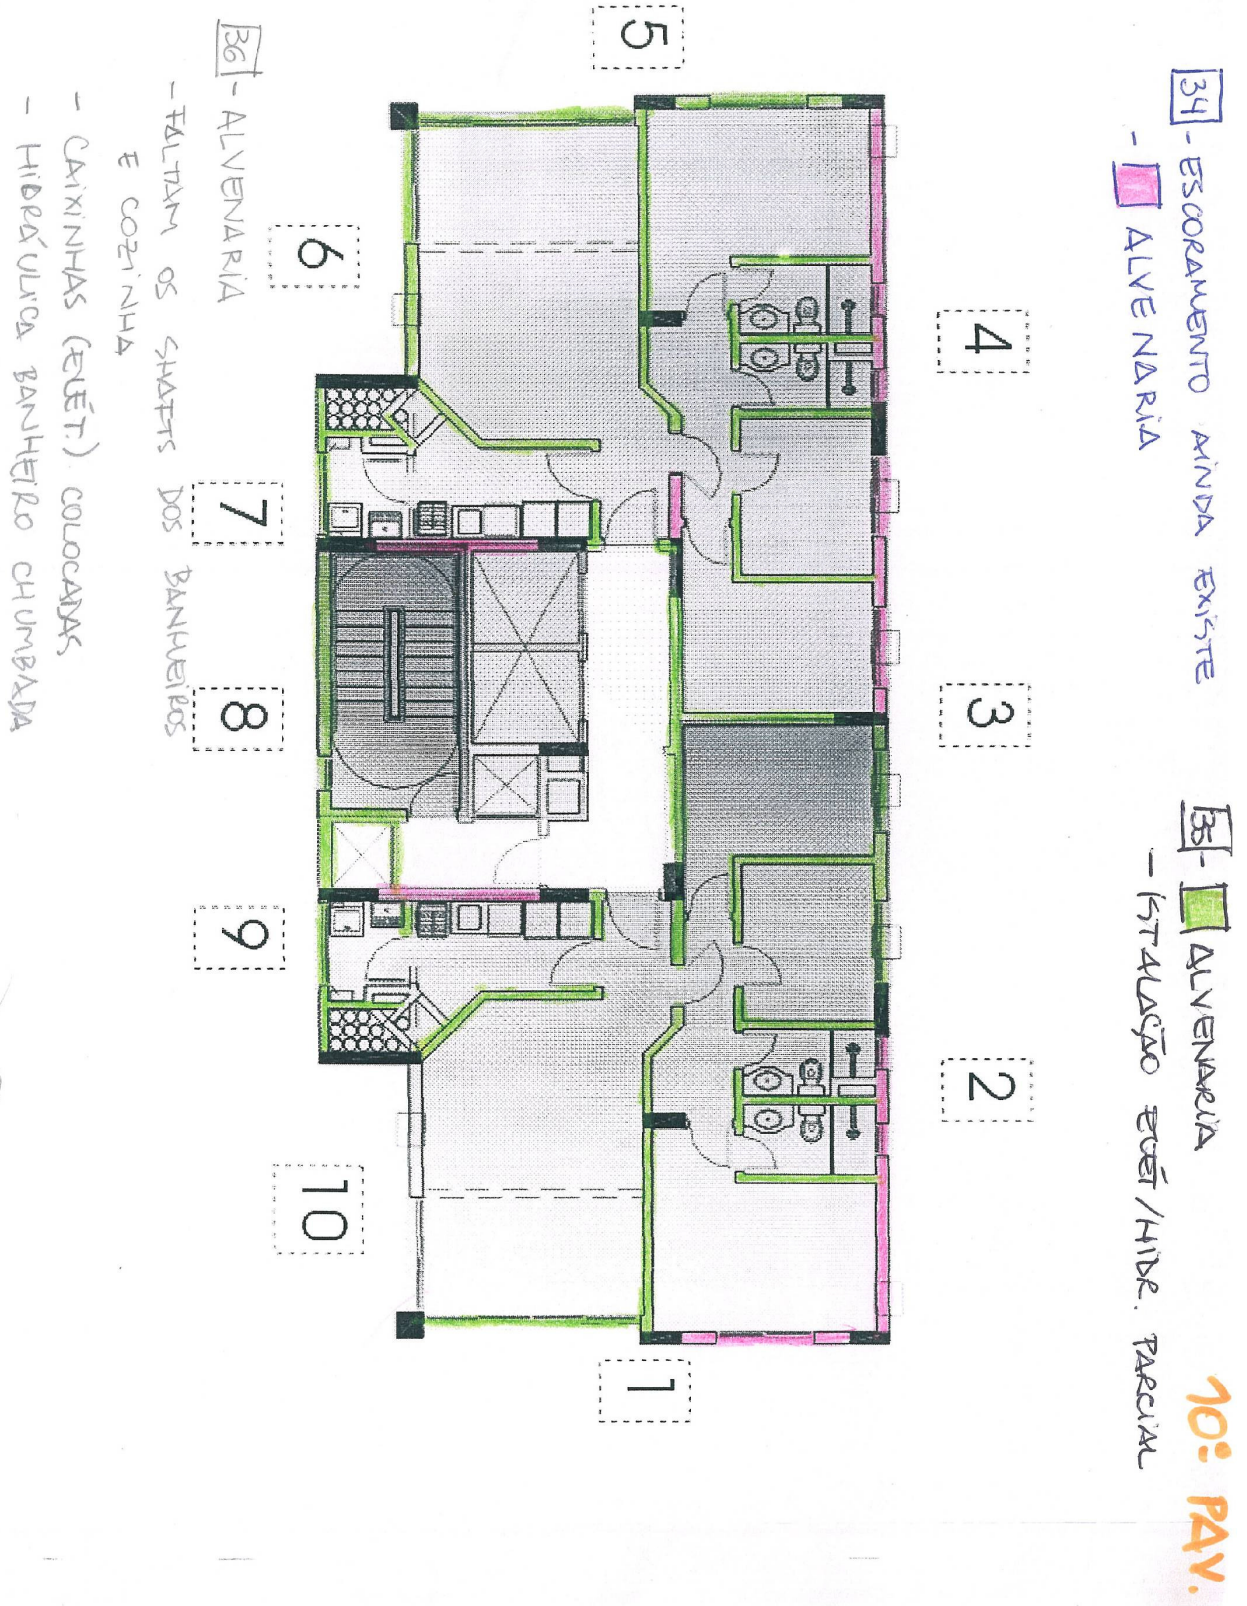 10º PAV.
34 - ESCORAMENTO AINDA EXISTE
- ALVENARIA
35 - ALVENARIA
- ISTALAÇÃO ELÉT/HIDR. PARCIAL
5
4
3
2
1
6
7
8
9
10
36 - ALVENARIA
- FALTAM OS SHAFTS DOS BANHEIROS
E COZINHA
- CAIXINHAS (ELÉT.) COLOCADAS
- HIDRÁULICA BANHEIRO CHUMBADA